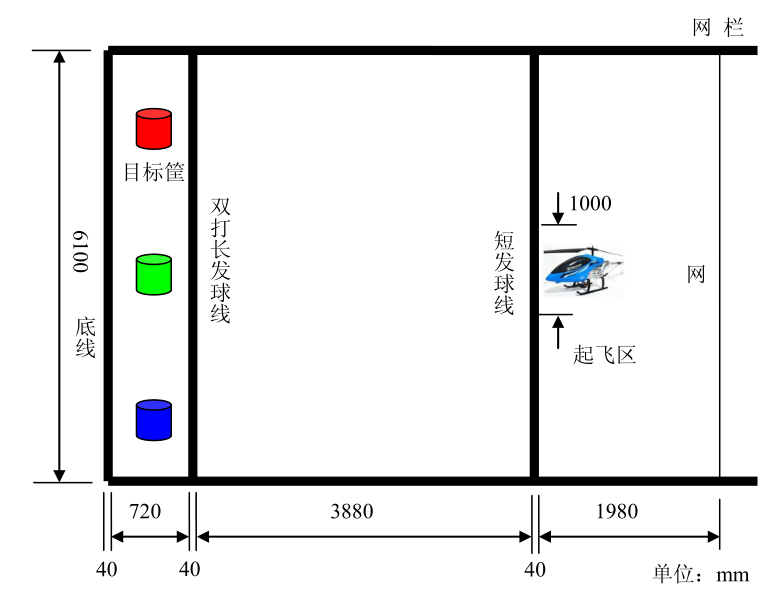 网 栏
目标筐
双打长发球线
短发球线
1000
6100
网
底线
起飞区
720
3880
1980
40
40
40
单位：mm